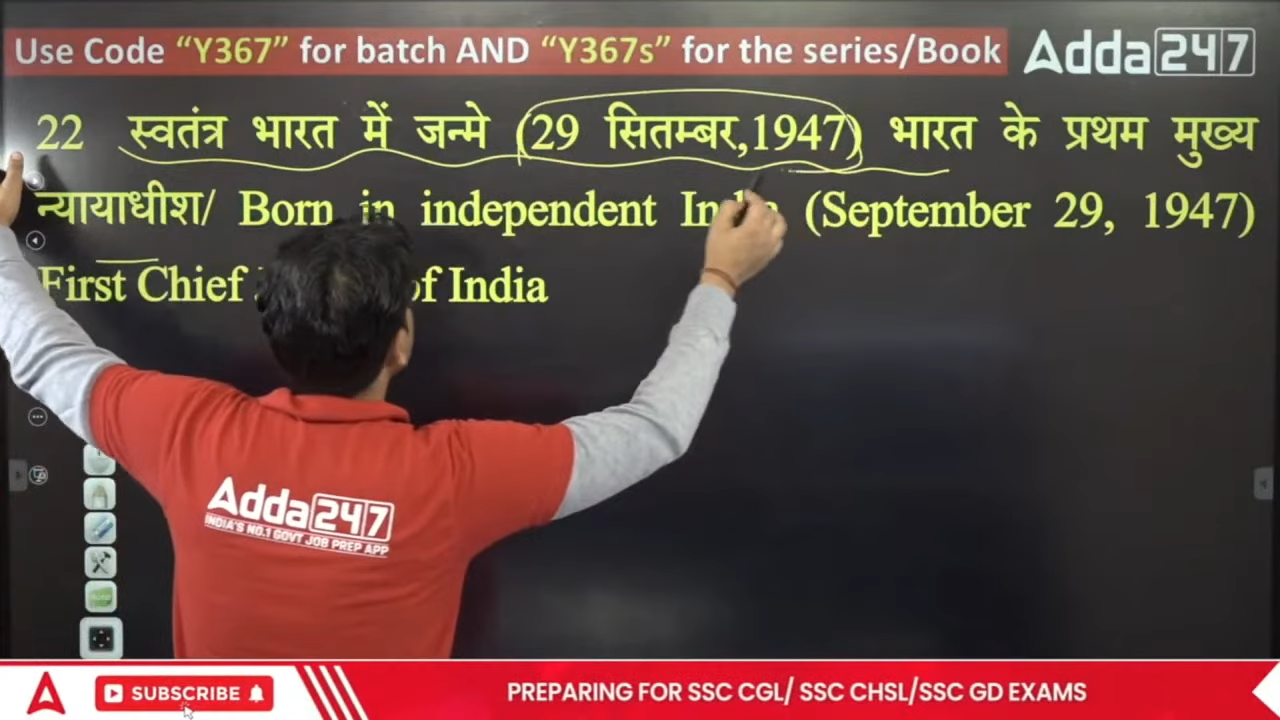 Use Code “Y367” for batch AND “Y367s” for the series/Book
Adda247
22 स्वतंत्र भारत में जन्मे (29 सितम्बर,1947) भारत के प्रथम मुख्य
न्यायाधीश/ Born in independent India (September 29, 1947)
First Chief of India
Adda247
INDIA'S NO.1 GOVT JOB PREP APP
SUBSCRIBE
PREPARING FOR SSC CGL/ SSC CHSL/SSC GD EXAMS